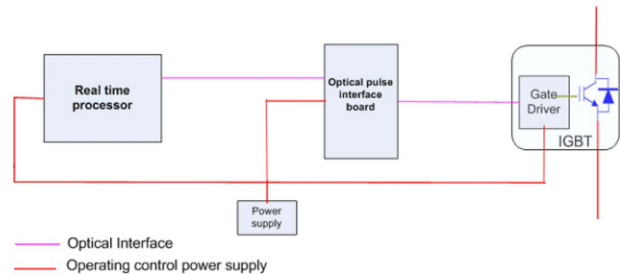 Real time
processor
Optical pulse
interface
board
Gate
Driver
IGBT
Power
supply
Optical Interface
Operating control power supply